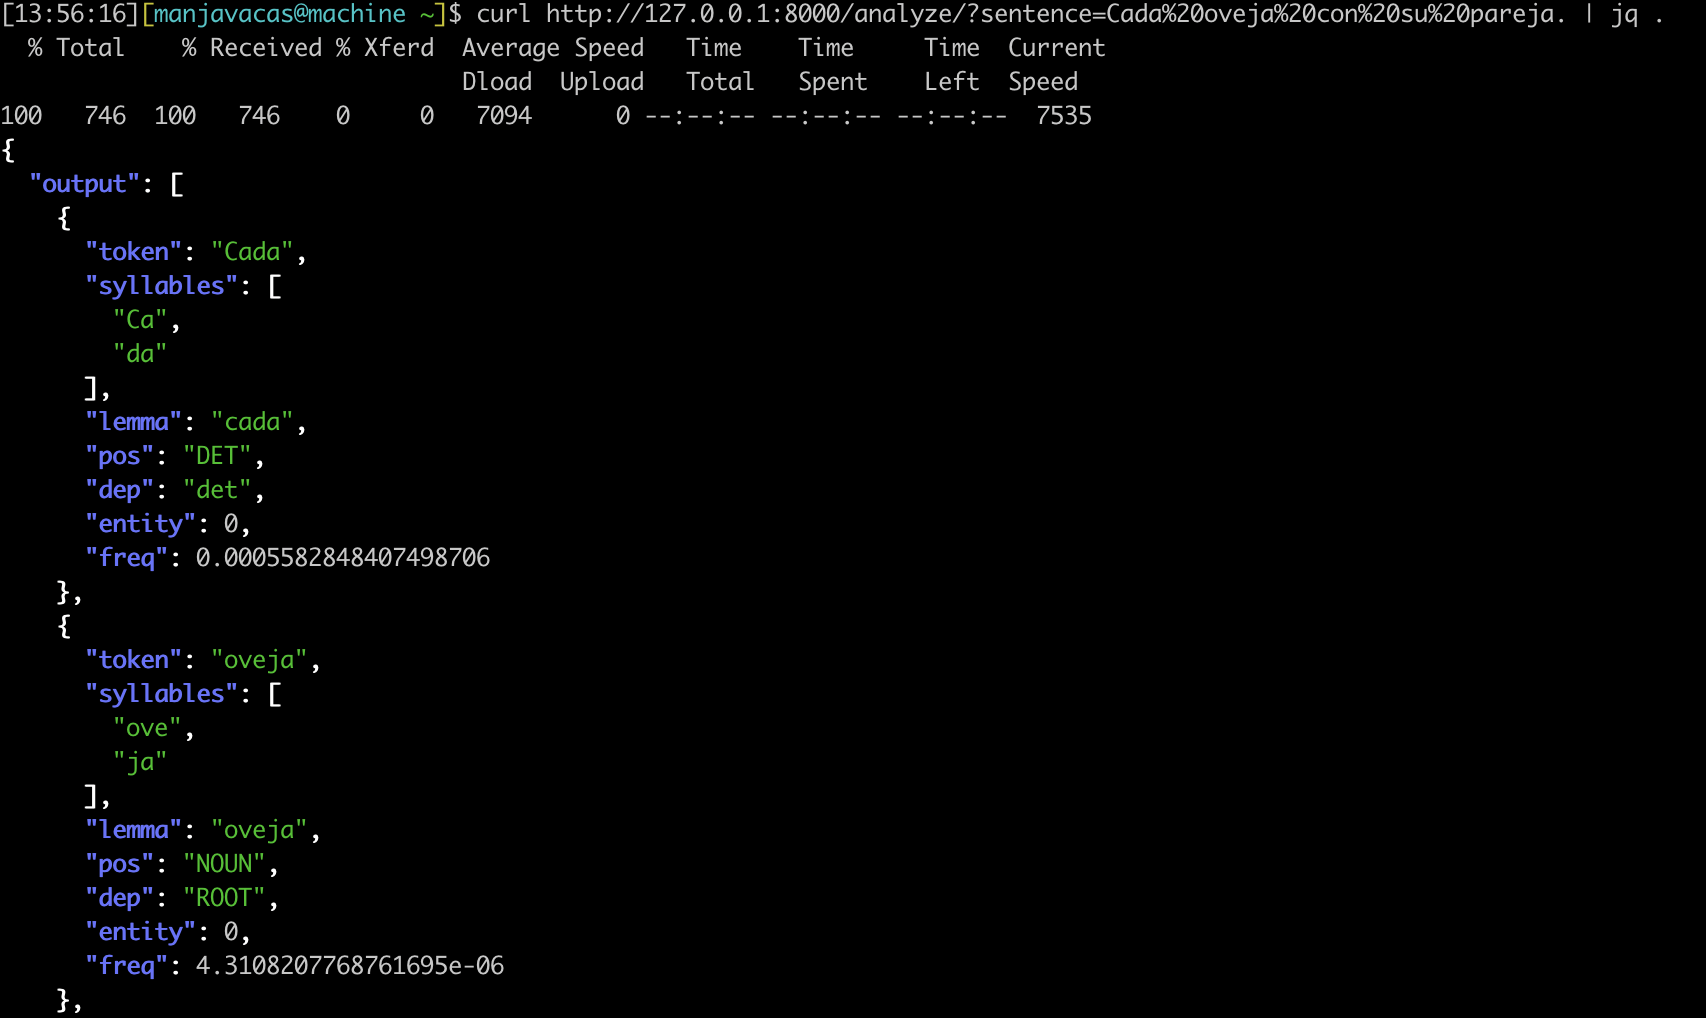 [13:56:16][manjavacas@machine ~]$ curl http://127.0.0.1:8000/analyze/?sentence=Cada%20oveja%20con%20su%20pareja. | jq .
  % Total    % Received % Xferd  Average Speed   Time    Time     Time  Current
                                 Dload  Upload   Total   Spent    Left  Speed
100   746  100   746    0     0   7094      0 --:--:-- --:--:-- --:--:--  7535
{
  "output": [
    {
      "token": "Cada",
      "syllables": [
        "Ca",
        "da"
      ],
      "lemma": "cada",
      "pos": "DET",
      "dep": "det",
      "entity": 0,
      "freq": 0.0005582848407498706
    },
    {
      "token": "oveja",
      "syllables": [
        "ove",
        "ja"
      ],
      "lemma": "oveja",
      "pos": "NOUN",
      "dep": "ROOT",
      "entity": 0,
      "freq": 4.3108207768761695e-06
    },